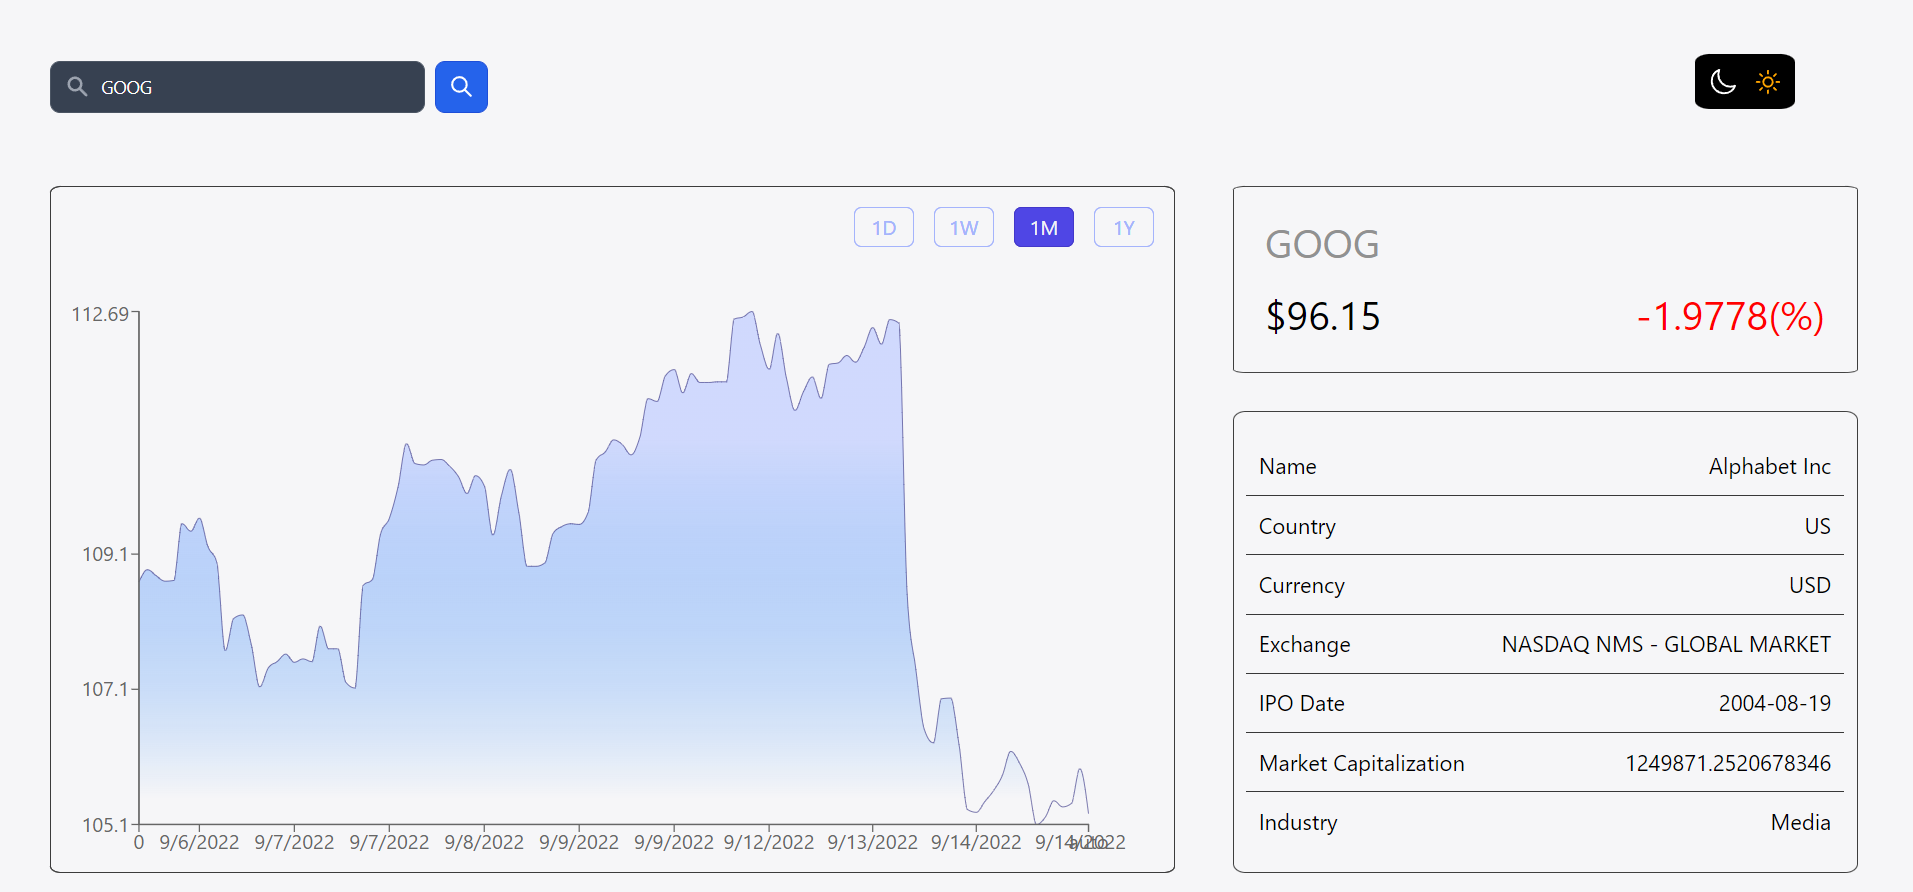 GOOG
1D 1W 1M 1Y
112.69
109.1
107.1
105.1
0 9/6/2022 9/7/2022 9/7/2022 9/8/2022 9/9/2022 9/9/2022 9/12/2022 9/13/2022 9/14/2022 9/14/2022 auto
GOOG
$96.15 -1.9778(%)
Name Alphabet Inc
Country US
Currency USD
Exchange NASDAQ NMS - GLOBAL MARKET
IPO Date 2004-08-19
Market Capitalization 1249871.2520678346
Industry Media